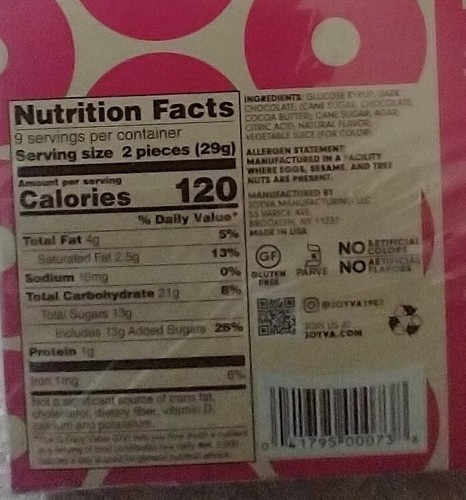 Nutrition Facts
9 servings per container
Serving size 2 pieces (29g)
Amount per serving
Calories 120
% Daily Value*
Total Fat 4g 5%
Saturated Fat 2.5g 13%
Sodium 10mg 0%
Total Carbohydrate 21g 8%
Total Sugars 13g
Includes 13g Added Sugars 26%
Protein 1g
Iron 1mg 6%
Not a significant source of trans fat,
cholesterol, dietary fiber, vitamin D,
calcium and potassium.
INGREDIENTS: GLUCOSE SYRUP, DARK
CHOCOLATE (CANE SUGAR, CHOCOLATE,
COCOA BUTTER), CANE SUGAR, AGAR,
CITRIC ACID, NATURAL FLAVOR,
VEGETABLE JUICE (FOR COLOR)
ALLERGEN STATEMENT:
MANUFACTURED IN A FACILITY
WHERE EGGS, SESAME, AND TREE
NUTS ARE PRESENT.
MANUFACTURED BY
JOYVA MANUFACTURING LLC
53 VARICK AVE
BROOKLYN, NY 11237
MADE IN USA
GF
GLUTEN
FREE
K
PARVE
NO ARTIFICIAL
COLORS
NO ARTIFICIAL
FLAVORS
@JOYVA1907
JOIN US AT
JOYVA.COM
0 41795 00073 8